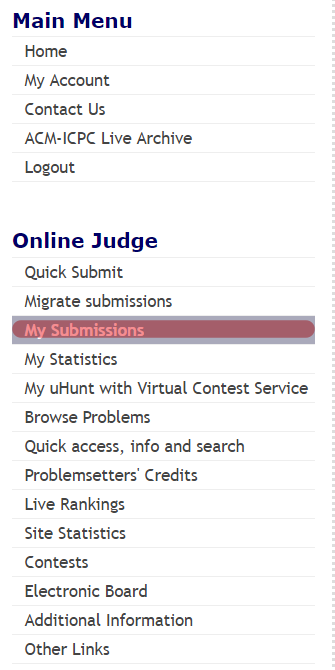 Main Menu
Home
My Account
Contact Us
ACM-ICPC Live Archive
Logout
Online Judge
Quick Submit
Migrate submissions
My Submissions
My Statistics
My uHunt with Virtual Contest Service
Browse Problems
Quick access, info and search
Problemsetters' Credits
Live Rankings
Site Statistics
Contests
Electronic Board
Additional Information
Other Links